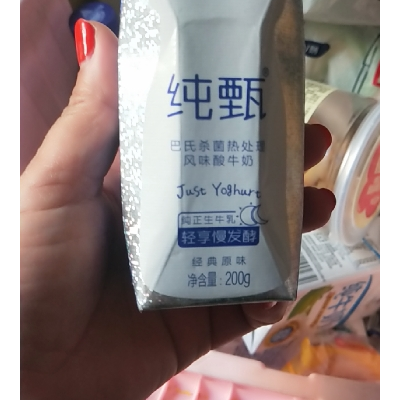 纯甄®
巴氏杀菌热处理
风味酸牛奶
Just Yoghurt
纯正生牛乳
轻享慢发酵
经典原味
净含量:200g